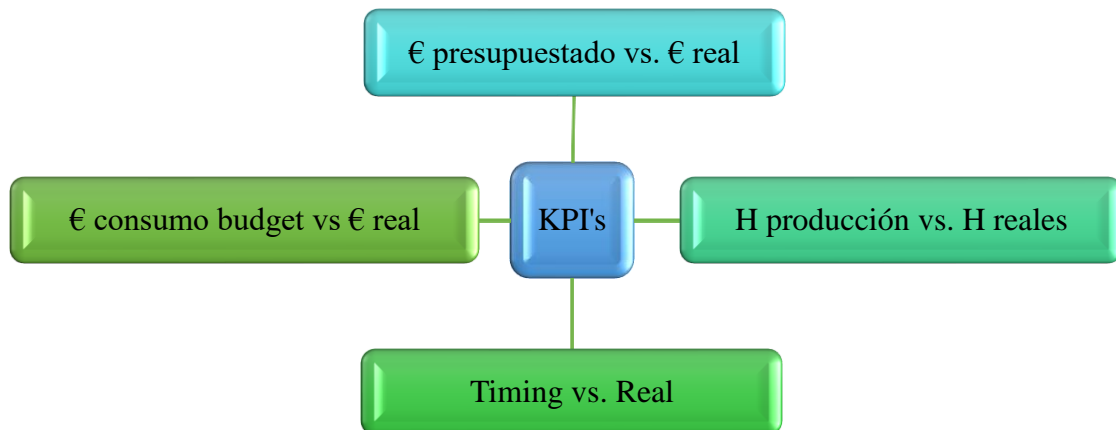 € presupuestado vs. € real
€ consumo budget vs € real
KPI's
H producción vs. H reales
Timing vs. Real